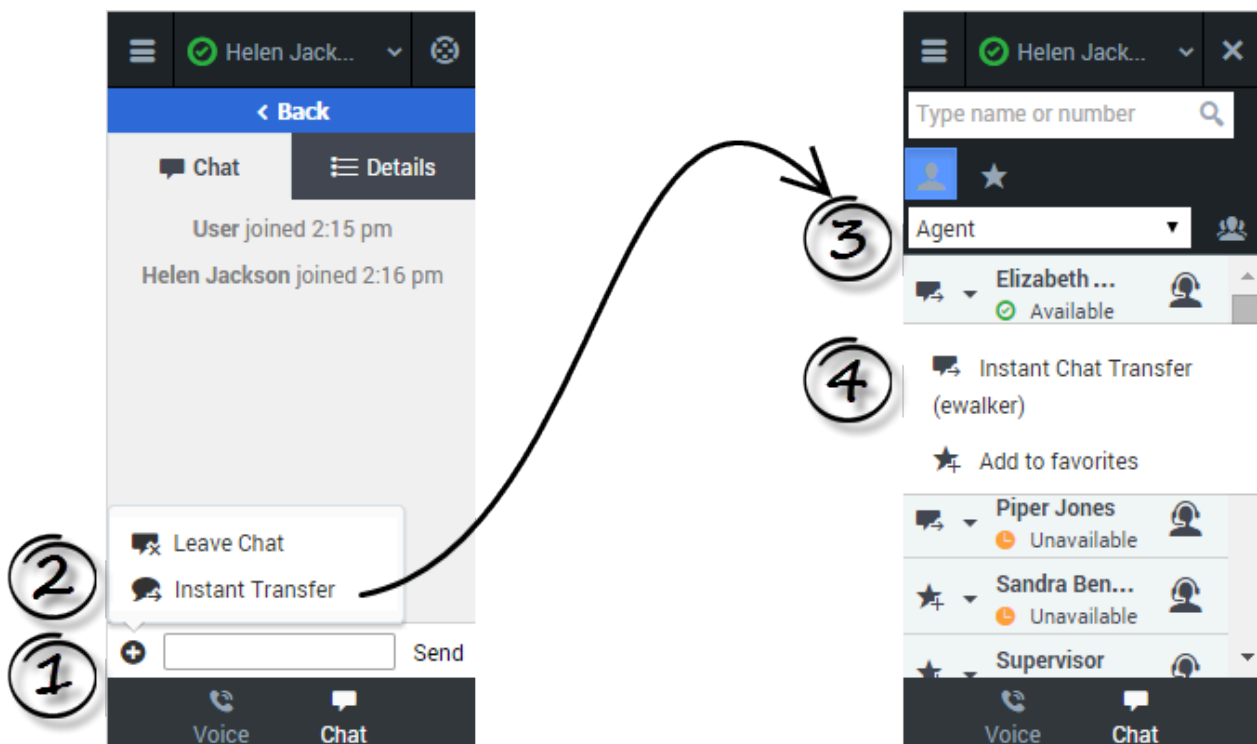 Helen Jack...
Back
Chat
Details
User joined 2:15 pm
Helen Jackson joined 2:16 pm
2
Leave Chat
Instant Transfer
1
Send
Voice
Chat
Helen Jack...
Type name or number
3
Agent
Elizabeth ...
Available
4
Instant Chat Transfer
(ewalker)
Add to favorites
Piper Jones
Unavailable
Sandra Ben...
Unavailable
Supervisor
Voice
Chat